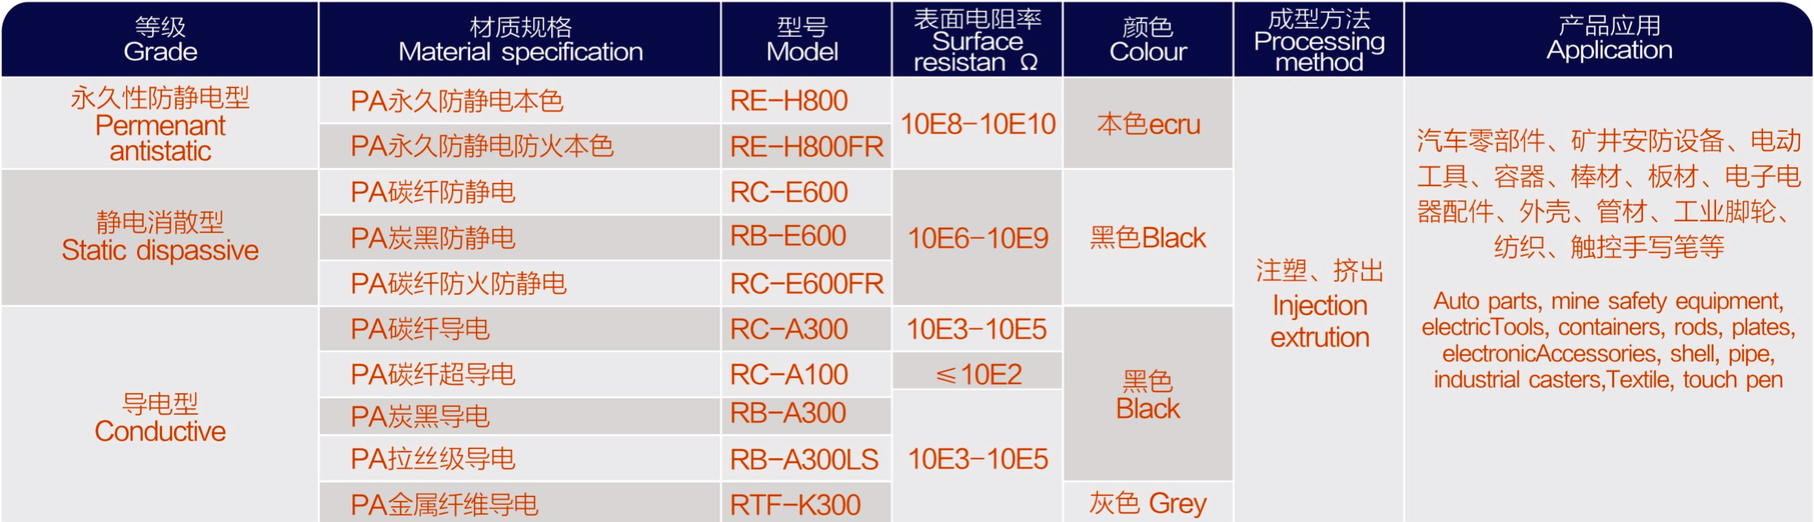 等级
Grade
材质规格
Material specification
型号
Model
表面电阻率
Surface
resistan Ω
颜色
Colour
成型方法
Processing
method
产品应用
Application
永久性防静电型
Permenant
antistatic
PA永久防静电本色
RE-H800
10E8-10E10
本色ecru
PA永久防静电防火本色
RE-H800FR
静电消散型
Static dispassive
PA碳纤防静电
RC-E600
10E6-10E9
黑色Black
PA炭黑防静电
RB-E600
PA碳纤防火防静电
RC-E600FR
导电型
Conductive
PA碳纤导电
RC-A300
10E3-10E5
黑色
Black
PA碳纤超导电
RC-A100
≤10E2
PA炭黑导电
RB-A300
10E3-10E5
PA拉丝级导电
RB-A300LS
PA金属纤维导电
RTF-K300
灰色 Grey
注塑、挤出
Injection
extrution
汽车零部件、矿井安防设备、电动
工具、容器、棒材、板材、电子电
器配件、外壳、管材、工业脚轮、
纺织、触控手写笔等
Auto parts, mine safety equipment,
electricTools, containers, rods, plates,
electronicAccessories, shell, pipe,
industrial casters,Textile, touch pen